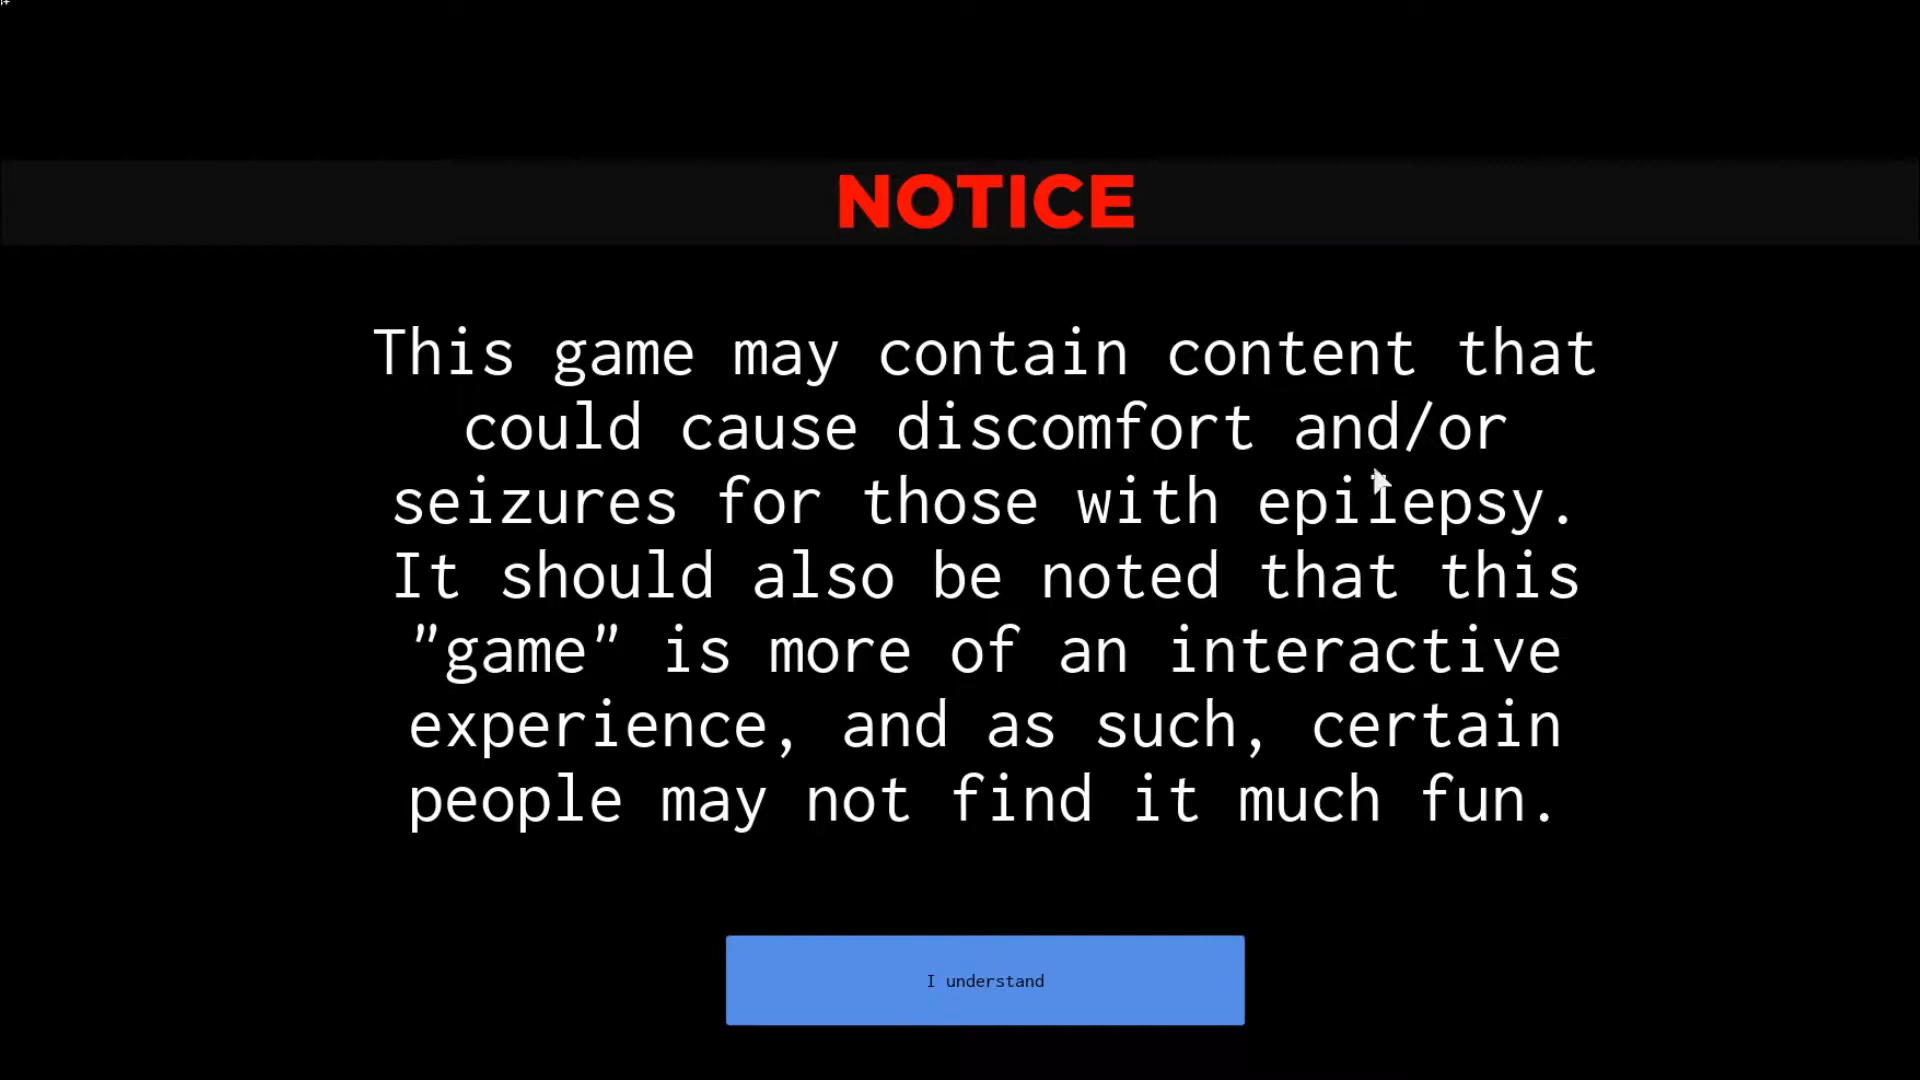 NOTICE
This game may contain content that
could cause discomfort and/or
seizures for those with epilepsy.
It should also be noted that this
"game" is more of an interactive
experience, and as such, certain
people may not find it much fun.
I understand